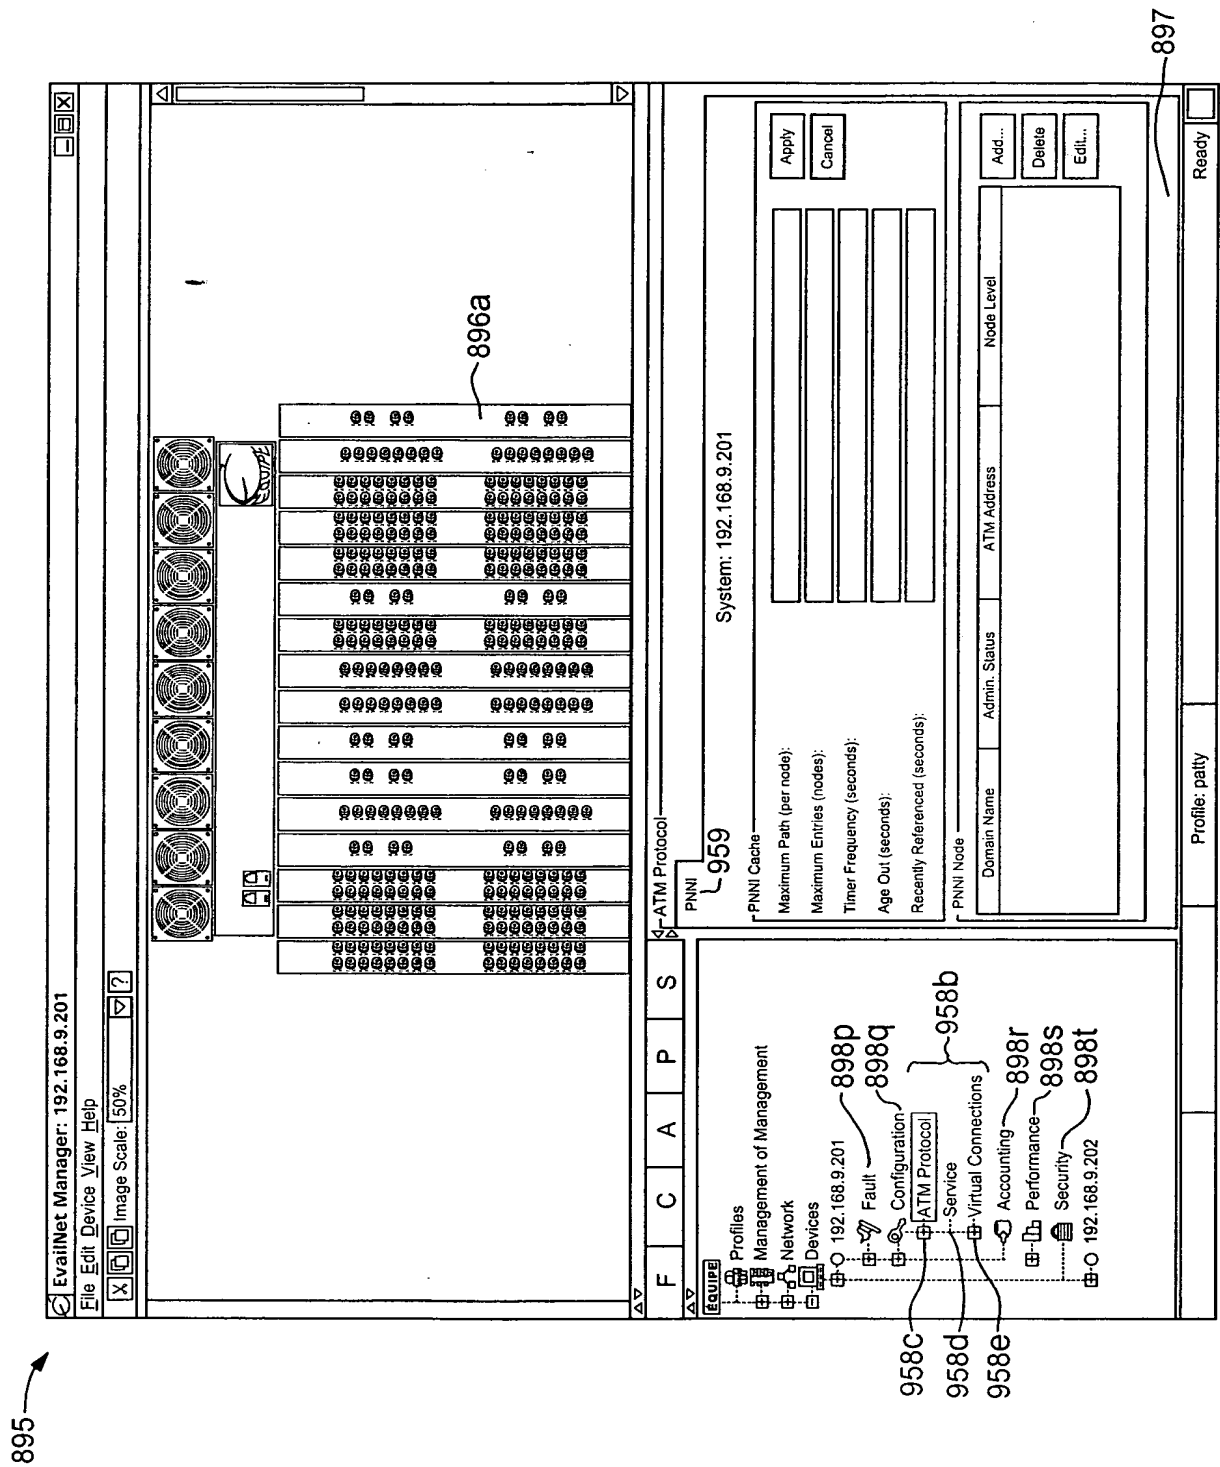 895
EvailNet Manager: 192.168.9.201
File Edit Device View Help
X Image Scale: 50% ?
EQUIPE
896a
F C A P S
EQUIPE
Profiles
Management of Management
Network
Devices
192.168.9.201
Fault
898p
Configuration
898q
ATM Protocol
958b
Service
Virtual Connections
Accounting
898r
Performance
898s
Security
898t
192.168.9.202
958c
958d
958e
ATM Protocol
PNNI
959
System: 192.168.9.201
PNNI Cache
Maximum Path (per node):
Maximum Entries (nodes):
Timer Frequency (seconds):
Age Out (seconds):
Recently Referenced (seconds):
Apply
Cancel
PNNI Node
Domain Name Admin. Status ATM Address Node Level
Add...
Delete
Edit...
897
Profile: patty
Ready